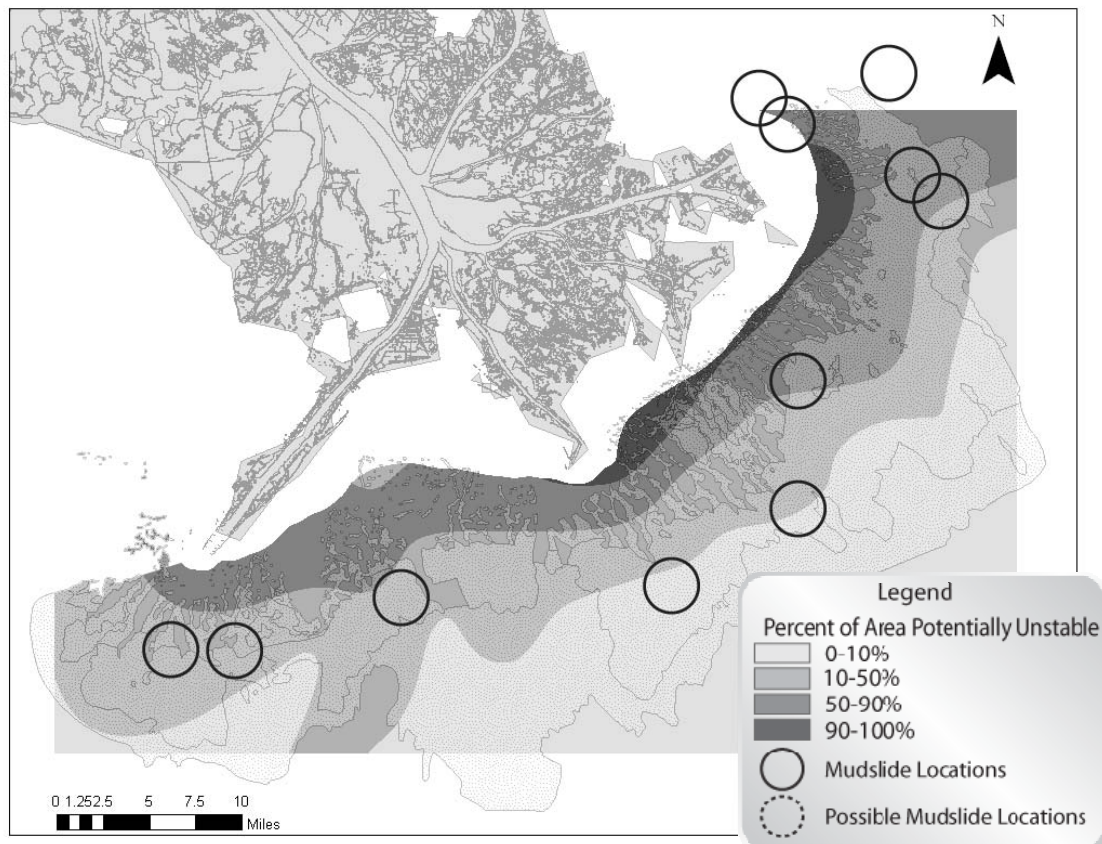 N
Legend
Percent of Area Potentially Unstable
0-10%
10-50%
50-90%
90-100%
Mudslide Locations
Possible Mudslide Locations
0 1.252.5 5 7.5 10
Miles